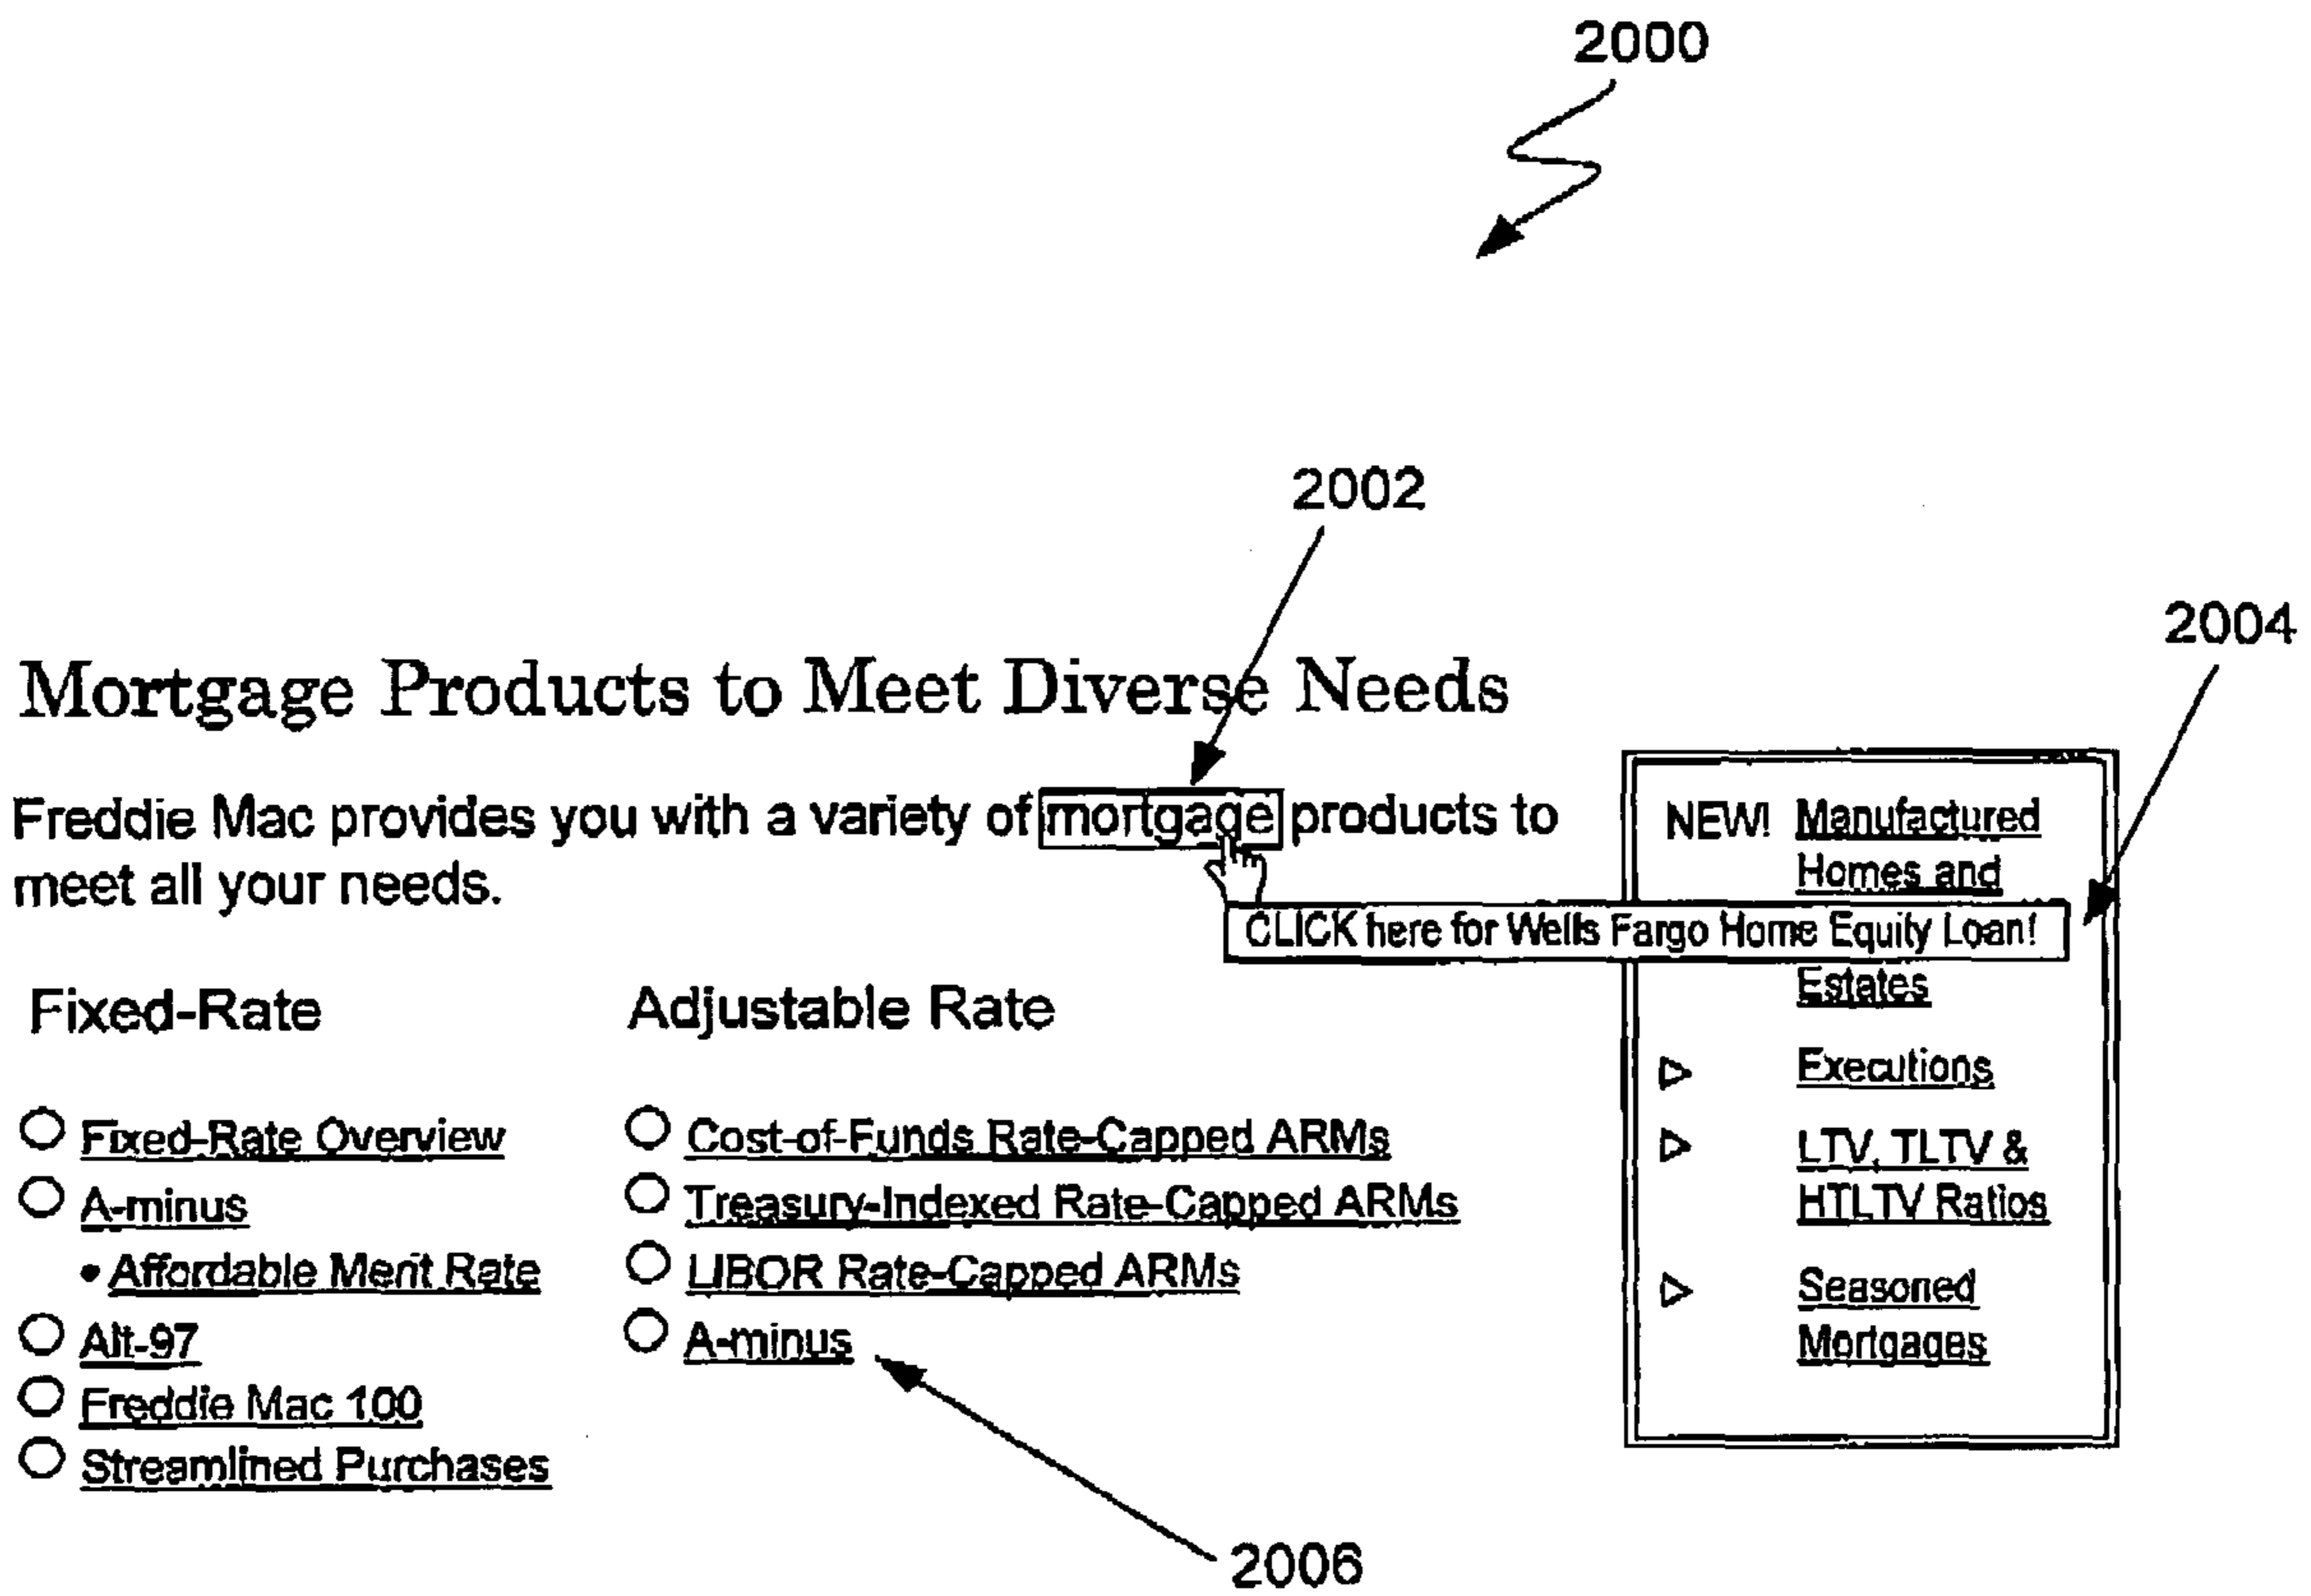 2000
2002
2004
Mortgage Products to Meet Diverse Needs
Freddie Mac provides you with a variety of mortgage products to
meet all your needs.
CLICK here for Wells Fargo Home Equity Loan!
Fixed-Rate
Fixed-Rate Overview
A-minus
• Affordable Merit Rate
Alt-97
Freddie Mac 100
Streamlined Purchases
Adjustable Rate
Cost-of-Funds Rate-Capped ARMs
Treasury-Indexed Rate-Capped ARMs
LIBOR Rate-Capped ARMs
A-minus
NEW! Manufactured
Homes and
Estates
Executions
LTV, TLTV &
HTLTV Ratios
Seasoned
Mortgages
2006